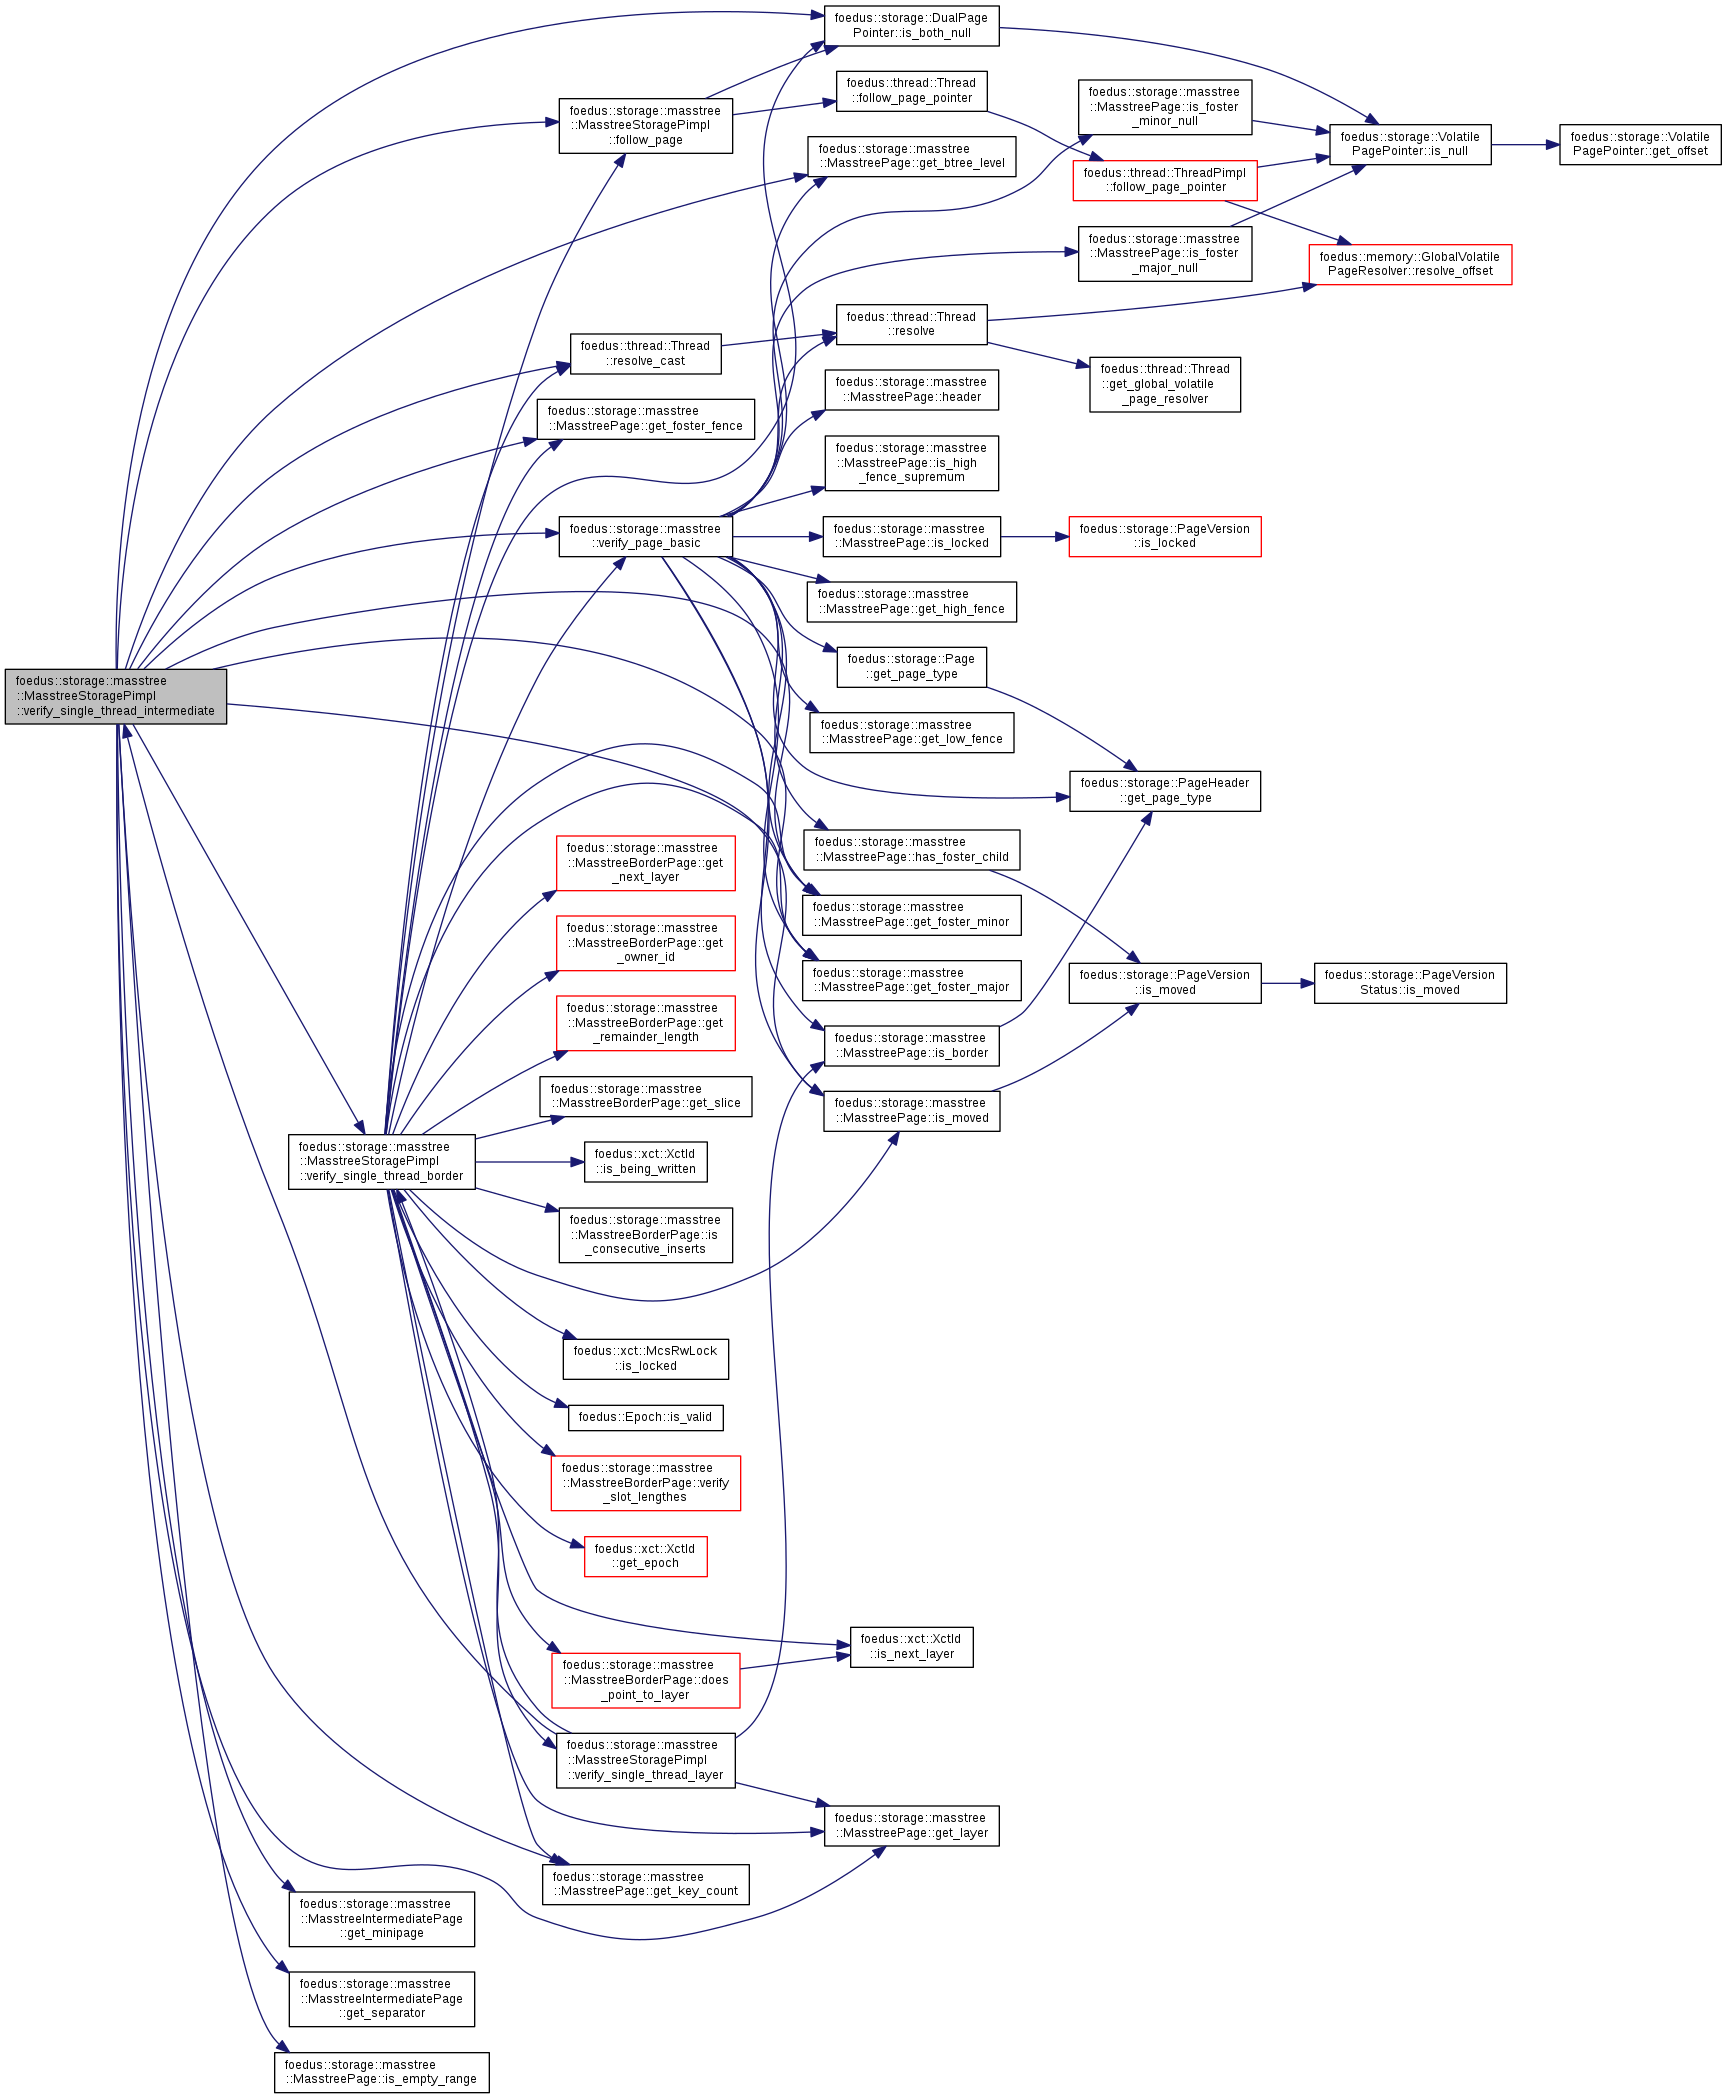 foedus::storage::masstree
::MasstreeStoragePimpl
::verify_single_thread_intermediate
foedus::storage::DualPage
Pointer::is_both_null
foedus::storage::masstree
::MasstreeStoragePimpl
::follow_page
foedus::thread::Thread
::follow_page_pointer
foedus::storage::masstree
::MasstreePage::get_btree_level
foedus::storage::masstree
::MasstreePage::is_foster
_minor_null
foedus::storage::Volatile
PagePointer::is_null
foedus::storage::Volatile
PagePointer::get_offset
foedus::thread::ThreadPimpl
::follow_page_pointer
foedus::storage::masstree
::MasstreePage::is_foster
_major_null
foedus::memory::GlobalVolatile
PageResolver::resolve_offset
foedus::thread::Thread
::resolve_cast
foedus::thread::Thread
::resolve
foedus::thread::Thread
::get_global_volatile
_page_resolver
foedus::storage::masstree
::MasstreePage::get_foster_fence
foedus::storage::masstree
::MasstreePage::header
foedus::storage::masstree
::MasstreePage::is_high
_fence_supremum
foedus::storage::masstree
::verify_page_basic
foedus::storage::masstree
::MasstreePage::is_locked
foedus::storage::PageVersion
::is_locked
foedus::storage::masstree
::MasstreePage::get_high_fence
foedus::storage::Page
::get_page_type
foedus::storage::masstree
::MasstreePage::get_low_fence
foedus::storage::PageHeader
::get_page_type
foedus::storage::masstree
::MasstreePage::has_foster_child
foedus::storage::masstree
::MasstreePage::get_foster_minor
foedus::storage::masstree
::MasstreePage::get_foster_major
foedus::storage::PageVersion
::is_moved
foedus::storage::PageVersion
Status::is_moved
foedus::storage::masstree
::MasstreePage::is_border
foedus::storage::masstree
::MasstreePage::is_moved
foedus::storage::masstree
::MasstreeBorderPage::get
_next_layer
foedus::storage::masstree
::MasstreeBorderPage::get
_owner_id
foedus::storage::masstree
::MasstreeBorderPage::get
_remainder_length
foedus::storage::masstree
::MasstreeBorderPage::get_slice
foedus::storage::masstree
::MasstreeStoragePimpl
::verify_single_thread_border
foedus::xct::XctId
::is_being_written
foedus::storage::masstree
::MasstreeBorderPage::is
_consecutive_inserts
foedus::xct::McsRwLock
::is_locked
foedus::Epoch::is_valid
foedus::storage::masstree
::MasstreeBorderPage::verify
_slot_lengthes
foedus::xct::XctId
::get_epoch
foedus::storage::masstree
::MasstreeBorderPage::does
_point_to_layer
foedus::xct::XctId
::is_next_layer
foedus::storage::masstree
::MasstreeStoragePimpl
::verify_single_thread_layer
foedus::storage::masstree
::MasstreePage::get_layer
foedus::storage::masstree
::MasstreePage::get_key_count
foedus::storage::masstree
::MasstreeIntermediatePage
::get_minipage
foedus::storage::masstree
::MasstreeIntermediatePage
::get_separator
foedus::storage::masstree
::MasstreePage::is_empty_range